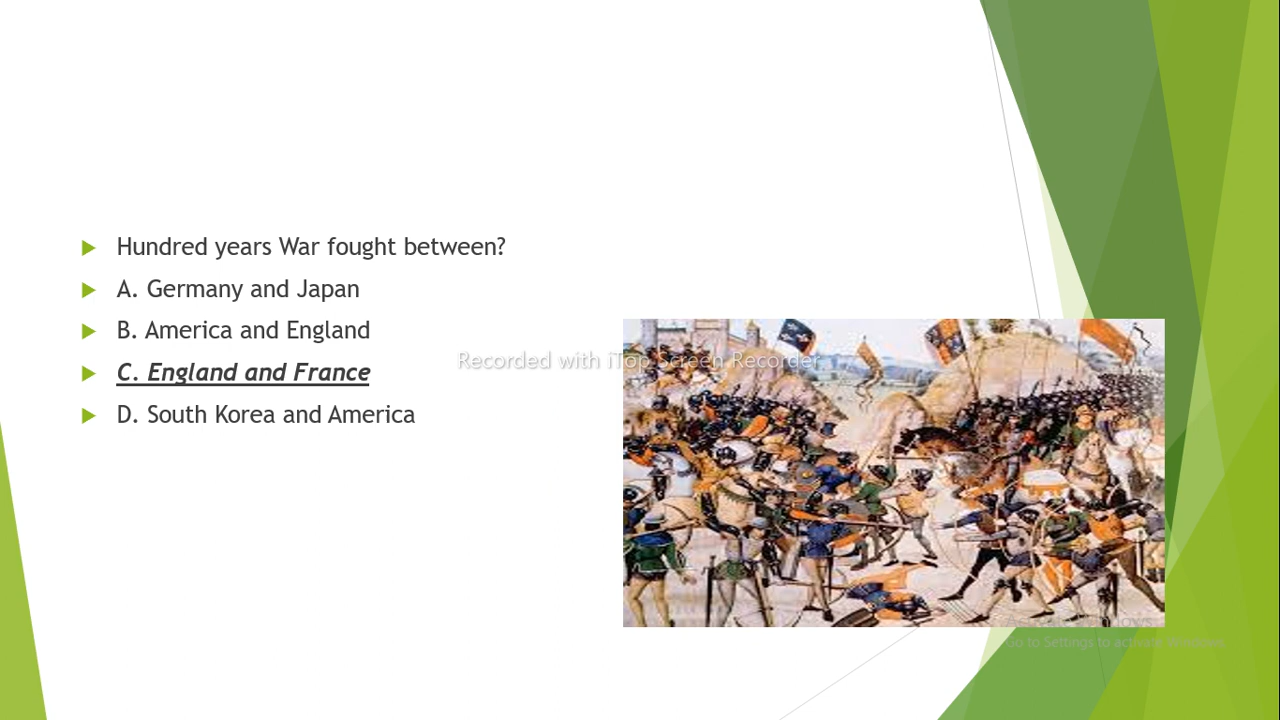 Hundred years War fought between?
A. Germany and Japan
B. America and England
C. England and France
D. South Korea and America
Recorded with iTop Screen Recorder
Go to Settings to activate Windows